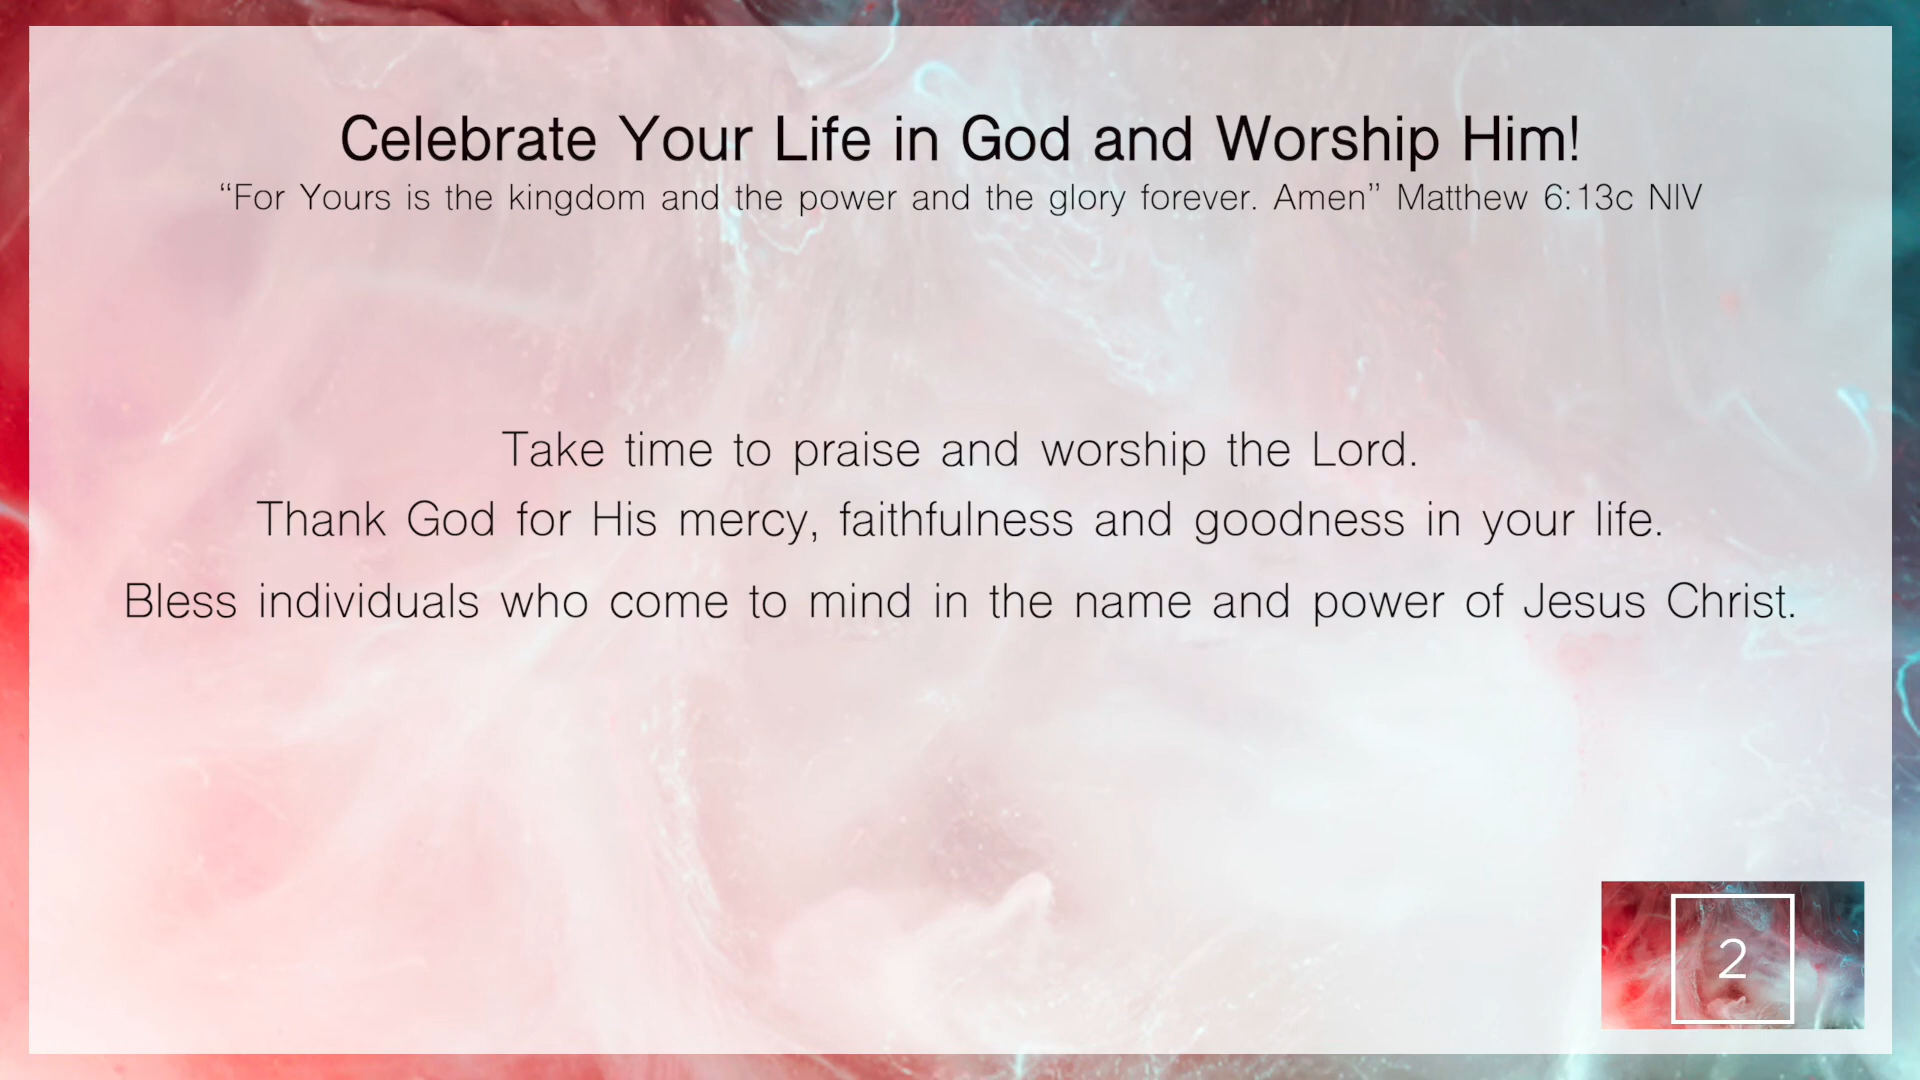 Celebrate Your Life in God and Worship Him!
“For Yours is the kingdom and the power and the glory forever. Amen” Matthew 6:13c NIV
Take time to praise and worship the Lord.
Thank God for His mercy, faithfulness and goodness in your life.
Bless individuals who come to mind in the name and power of Jesus Christ.
2